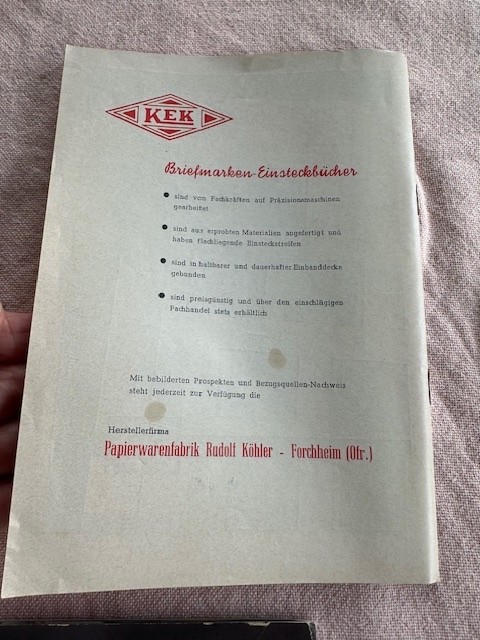 KEK
Briefmarken-Einsteckbücher
sind von Fachkräften auf Präzisionsmaschinen
gearbeitet
sind aus erprobten Materialien angefertigt und
haben flachliegende Einsteckstreifen
sind in haltbarer und dauerhafter Einbanddecke
gebunden
sind preisgünstig und über den einschlägigen
Fachhandel stets erhältlich
Mit bebilderten Prospekten und Bezugsquellen-Nachweis
steht jederzeit zur Verfügung die
Herstellerfirma
Papierwarenfabrik Rudolf Köhler - Forchheim (Ofr.)